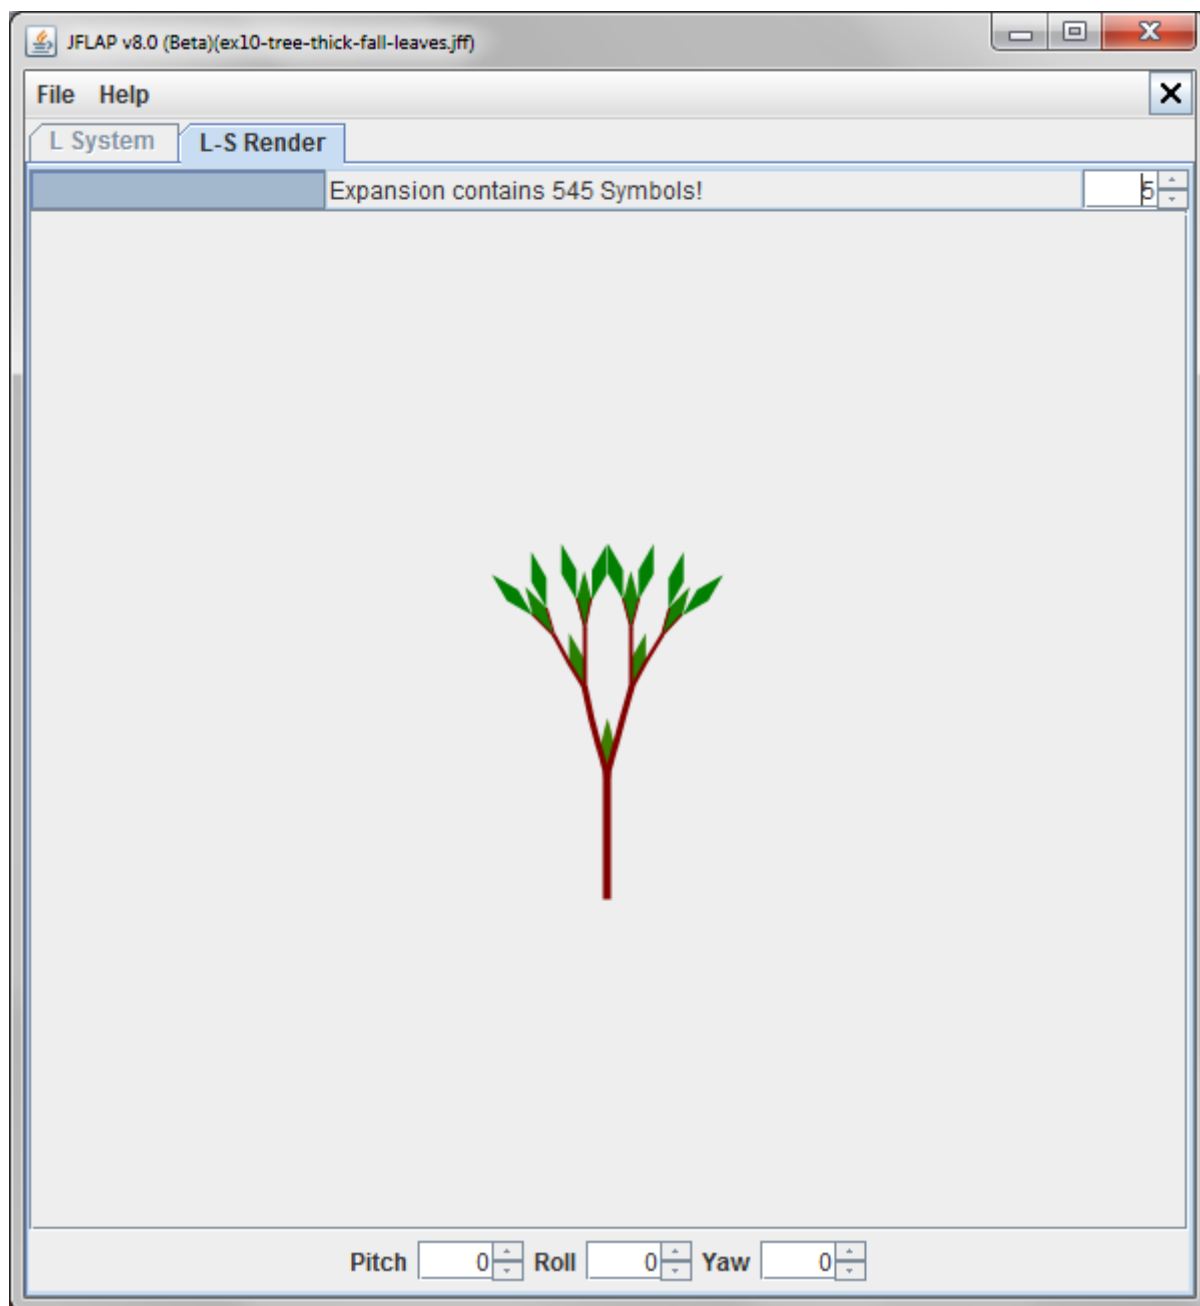 JFLAP v8.0 (Beta)(ex10-tree-thick-fall-leaves.jff)
File Help
L System L-S Render
Expansion contains 545 Symbols! 5
Pitch 0 Roll 0 Yaw 0